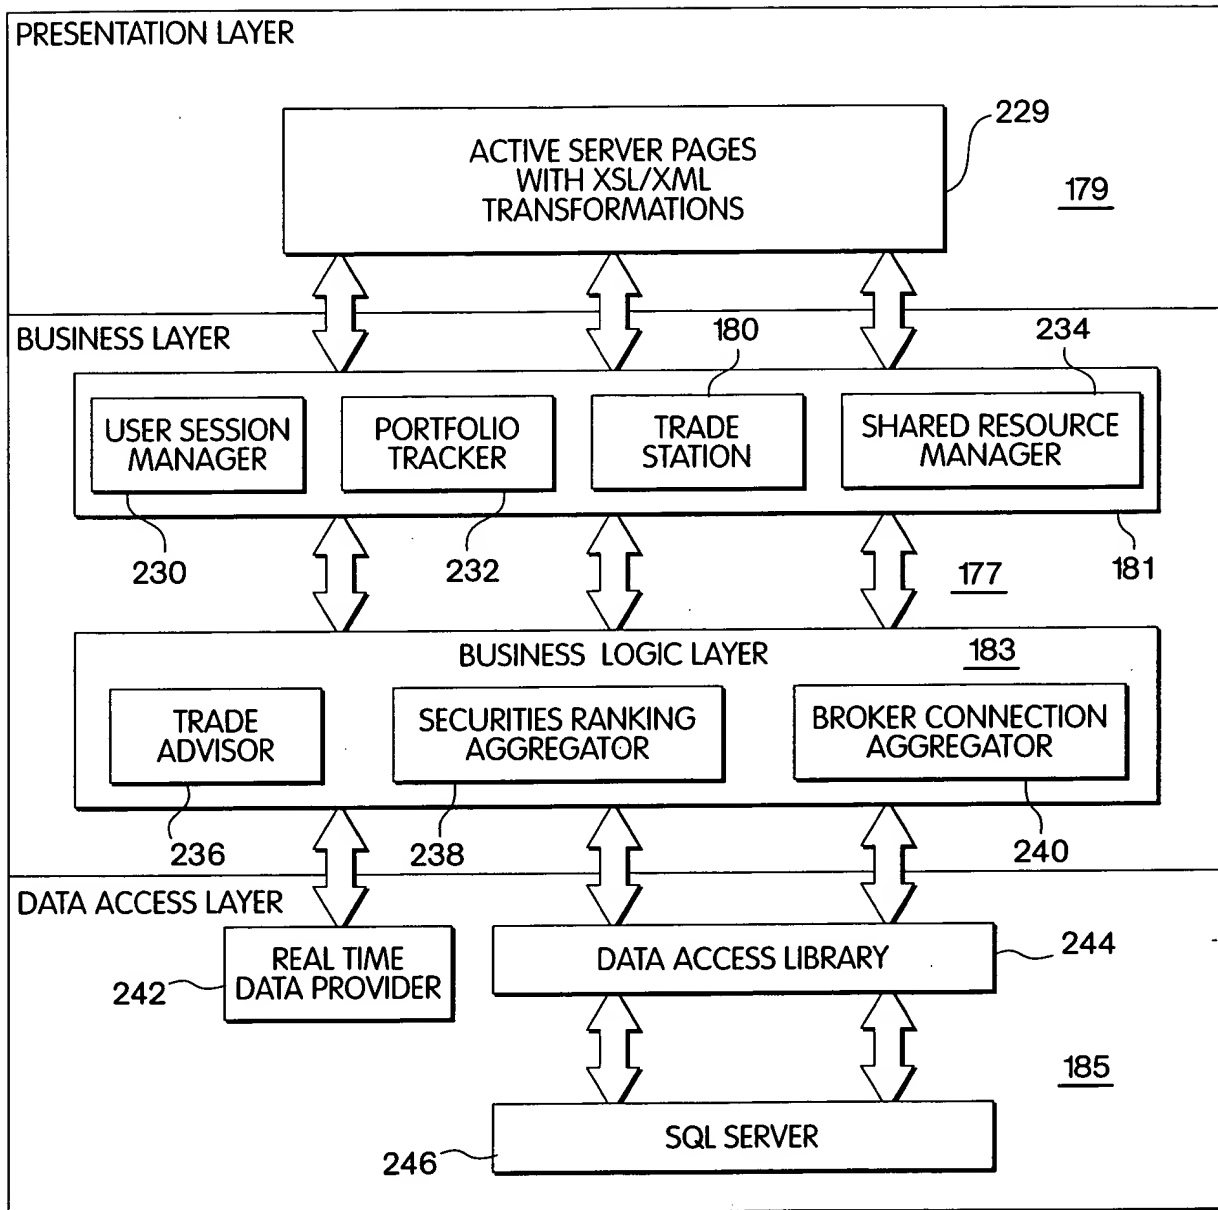 PRESENTATION LAYER
229
ACTIVE SERVER PAGES
WITH XSL/XML
TRANSFORMATIONS
179
BUSINESS LAYER
180
234
USER SESSION
MANAGER
PORTFOLIO
TRACKER
TRADE
STATION
SHARED RESOURCE
MANAGER
230
232
177
181
BUSINESS LOGIC LAYER
183
TRADE
ADVISOR
SECURITIES RANKING
AGGREGATOR
BROKER CONNECTION
AGGREGATOR
236
238
240
DATA ACCESS LAYER
REAL TIME
DATA PROVIDER
242
DATA ACCESS LIBRARY
244
185
SQL SERVER
246